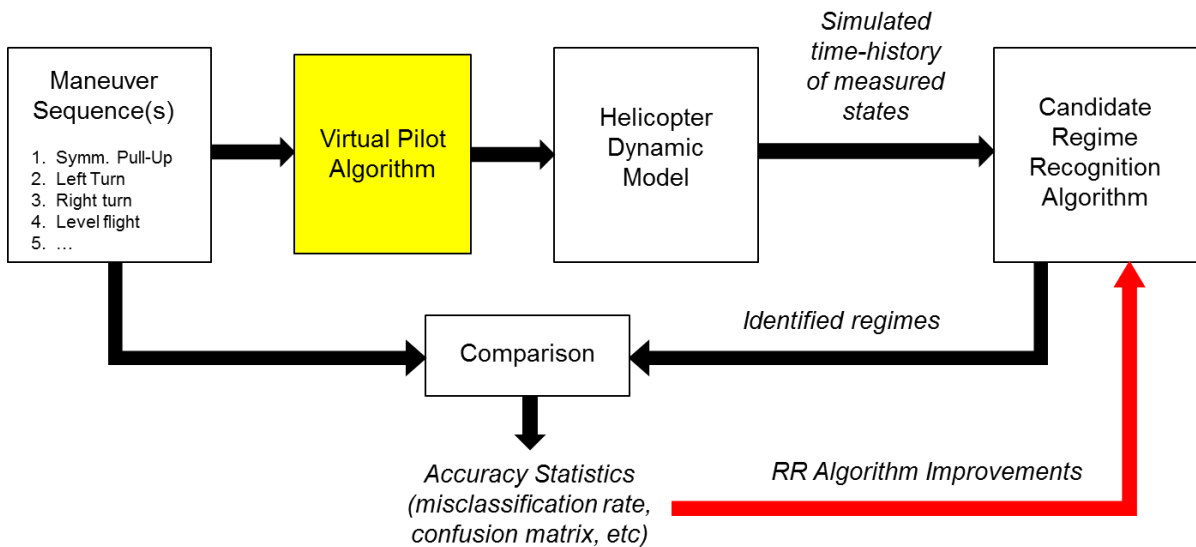 Maneuver
Sequence(s)
1. Symm. Pull-Up
2. Left Turn
3. Right turn
4. Level flight
5. …
Virtual Pilot
Algorithm
Helicopter
Dynamic
Model
Simulated
time-history
of measured
states
Candidate
Regime
Recognition
Algorithm
Comparison
Identified regimes
Accuracy Statistics
(misclassification rate,
confusion matrix, etc)
RR Algorithm Improvements